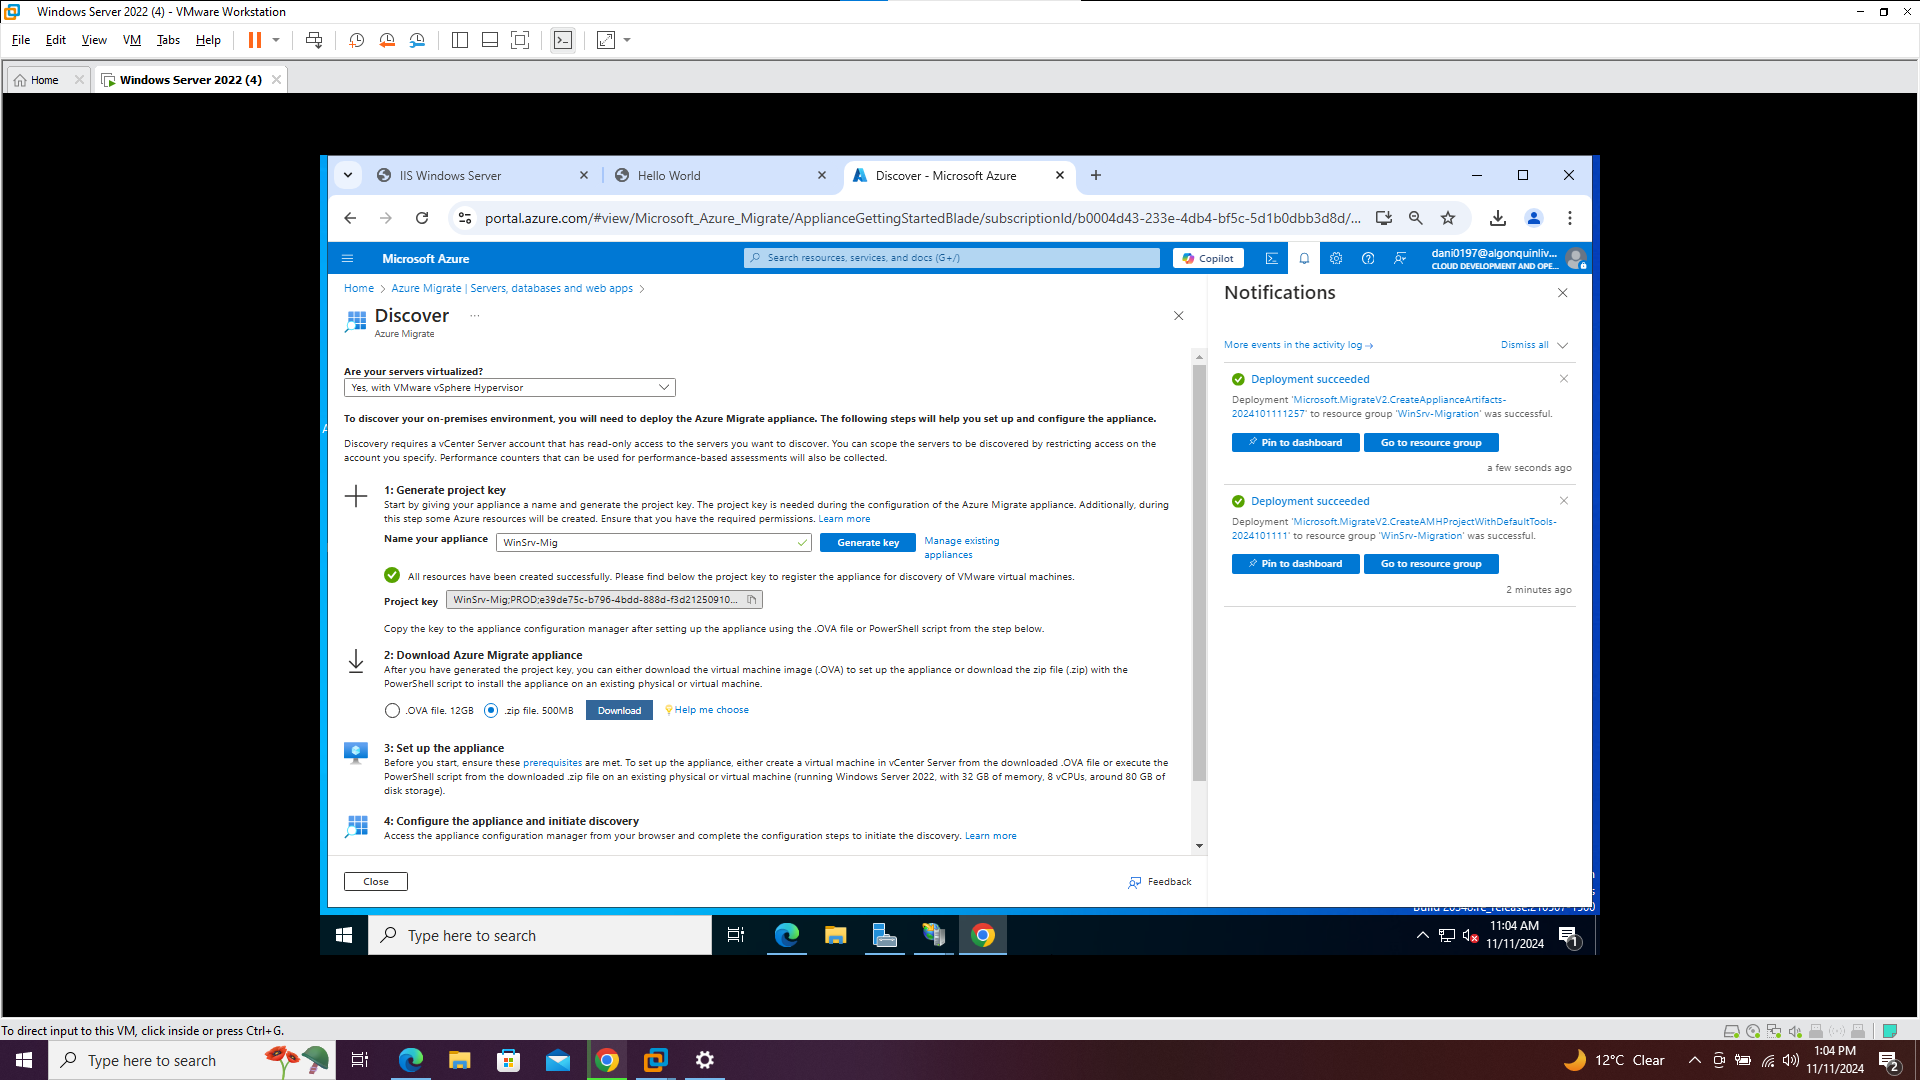 Windows Server 2022 (4) - VMware Workstation
File Edit View VM Tabs Help
Home
Windows Server 2022 (4)
IIS Windows Server
Hello World
Discover - Microsoft Azure
portal.azure.com/#view/Microsoft_Azure_Migrate/ApplianceGettingStartedBlade/subscriptionId/b0004d43-233e-4db4-bf5c-5d1b0dbb3d8d/...
Microsoft Azure
Search resources, services, and docs (G+/)
Copilot
dani0197@algonquinliv...
CLOUD DEVELOPMENT AND OPE...
Home > Azure Migrate | Servers, databases and web apps >
Discover ...
Azure Migrate
Are your servers virtualized?
Yes, with VMware vSphere Hypervisor
To discover your on-premises environment, you will need to deploy the Azure Migrate appliance. The following steps will help you set up and configure the appliance.
Discovery requires a vCenter Server account that has read-only access to the servers you want to discover. You can scope the servers to be discovered by restricting access on the
account you specify. Performance counters that can be used for performance-based assessments will also be collected.
1: Generate project key
Start by giving your appliance a name and generate the project key. The project key is needed during the configuration of the Azure Migrate appliance. Additionally, during
this step some Azure resources will be created. Ensure that you have the required permissions. Learn more
Name your appliance
WinSrv-Mig
Generate key
Manage existing
appliances
All resources have been created successfully. Please find below the project key to register the appliance for discovery of VMware virtual machines.
Project key
WinSrv-Mig;PROD;e39de75c-b796-4bdd-888d-f3d21250910...
Copy the key to the appliance configuration manager after setting up the appliance using the .OVA file or PowerShell script from the step below.
2: Download Azure Migrate appliance
After you have generated the project key, you can either download the virtual machine image (.OVA) to set up the appliance or download the zip file (.zip) with the
PowerShell script to install the appliance on an existing physical or virtual machine.
.OVA file. 12GB
.zip file. 500MB
Download
Help me choose
3: Set up the appliance
Before you start, ensure these prerequisites are met. To set up the appliance, either create a virtual machine in vCenter Server from the downloaded .OVA file or execute the
PowerShell script from the downloaded .zip file on an existing physical or virtual machine (running Windows Server 2022, with 32 GB of memory, 8 vCPUs, around 80 GB of
disk storage).
4: Configure the appliance and initiate discovery
Access the appliance configuration manager from your browser and complete the configuration steps to initiate the discovery. Learn more
Close
Feedback
Notifications
More events in the activity log →
Dismiss all
Deployment succeeded
Deployment 'Microsoft.MigrateV2.CreateApplianceArtifacts-
2024101111257' to resource group 'WinSrv-Migration' was successful.
Pin to dashboard
Go to resource group
a few seconds ago
Deployment succeeded
Deployment 'Microsoft.MigrateV2.CreateAMHProjectWithDefaultTools-
2024101111' to resource group 'WinSrv-Migration' was successful.
Pin to dashboard
Go to resource group
2 minutes ago
Type here to search
11:04 AM
11/11/2024
1
To direct input to this VM, click inside or press Ctrl+G.
Type here to search
12°C Clear
1:04 PM
11/11/2024
2